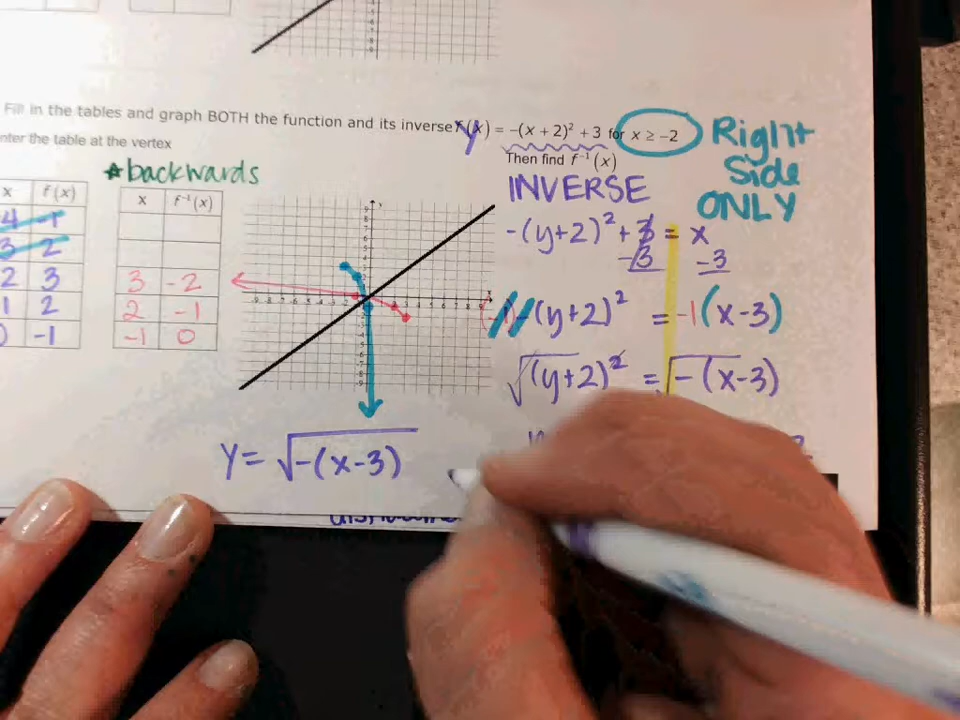 Fill in the tables and graph BOTH the function and its inverse y = −(x + 2)² + 3 for x ≥ −2
nter the table at the vertex
Then find f⁻¹(x)
Right
Side
ONLY
*backwards
INVERSE
x f(x)
4 1
3 2
2 3
1 2
0 -1
x f⁻¹(x)
3 -2
2 -1
-1 0
-(y+2)² + 3 = x
-3 -3
-(y+2)² = -1(x-3)
√(y+2)² = √-(x-3)
y = √-(x-3)